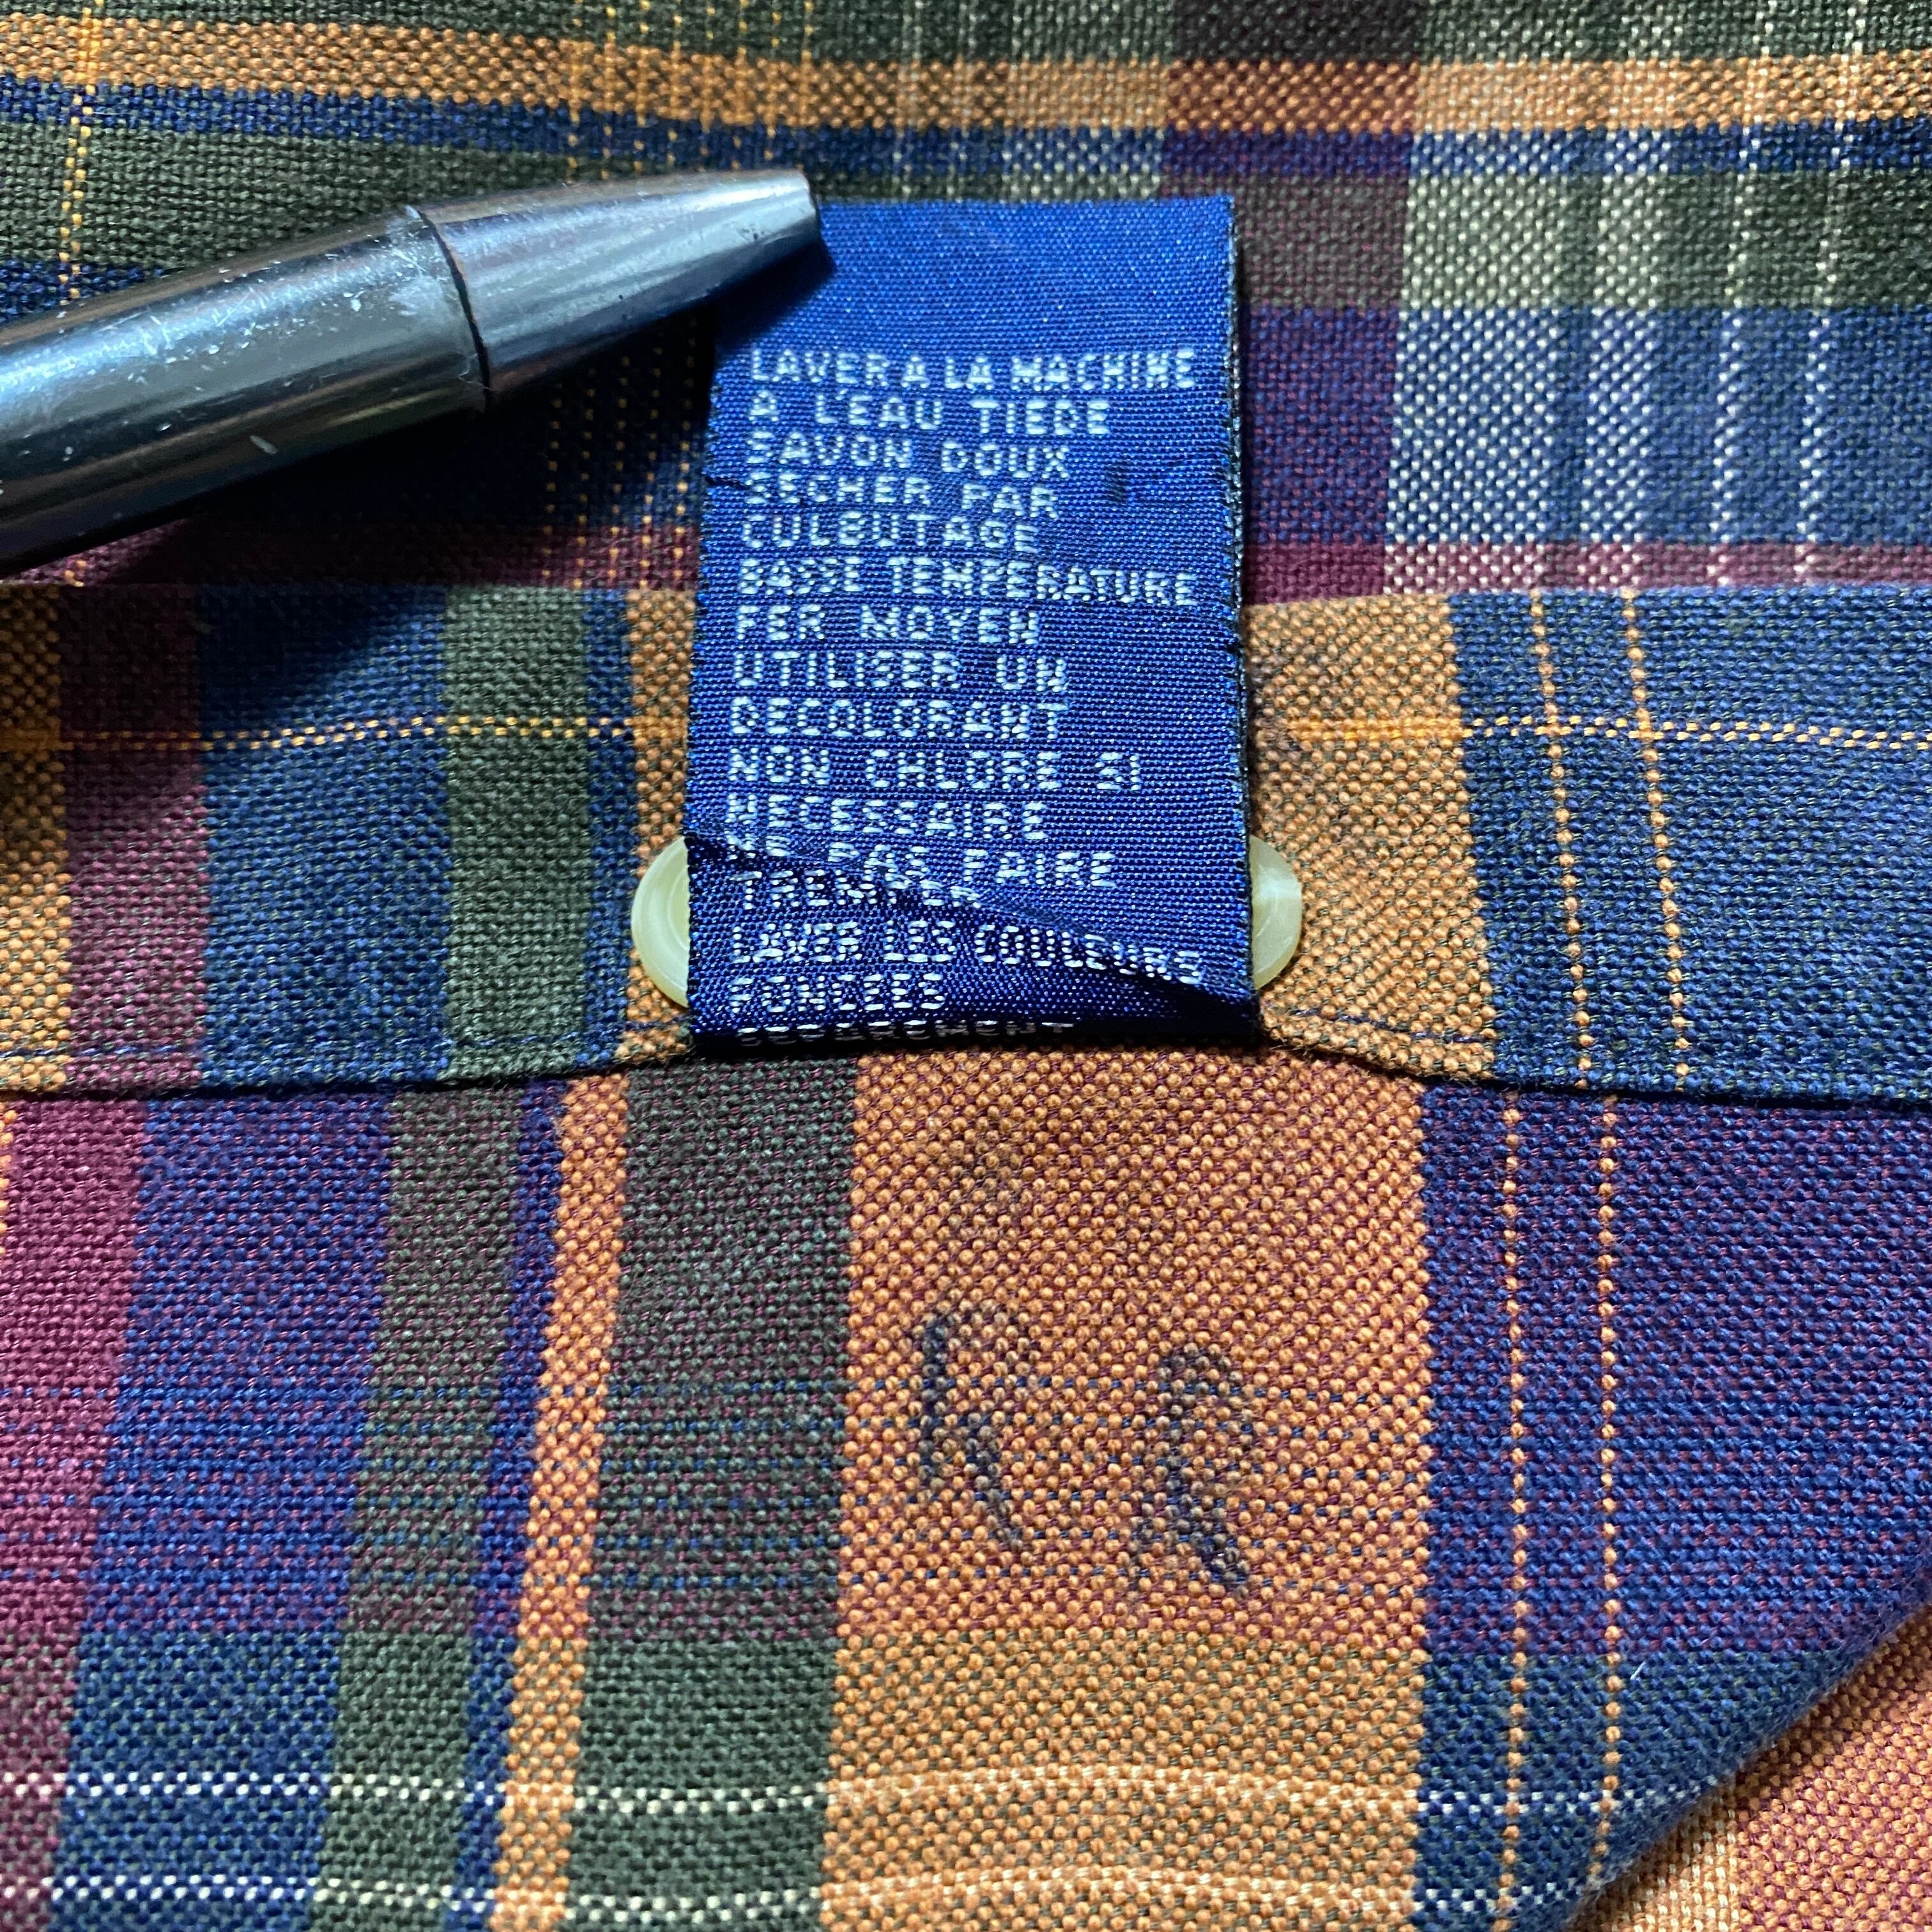 LAVER A LA MACHINE
A L'EAU TIEDE
SAVON DOUX
SECHER PAR
CULBUTAGE
BASSE TEMPERATURE
FER MOYEN
UTILISER UN
DECOLORANT
NON CHLORE SI
NECESSAIRE
NE PAS FAIRE
TREMPER
LAVER LES COULEURS
FONCEES
SEPAREMENT